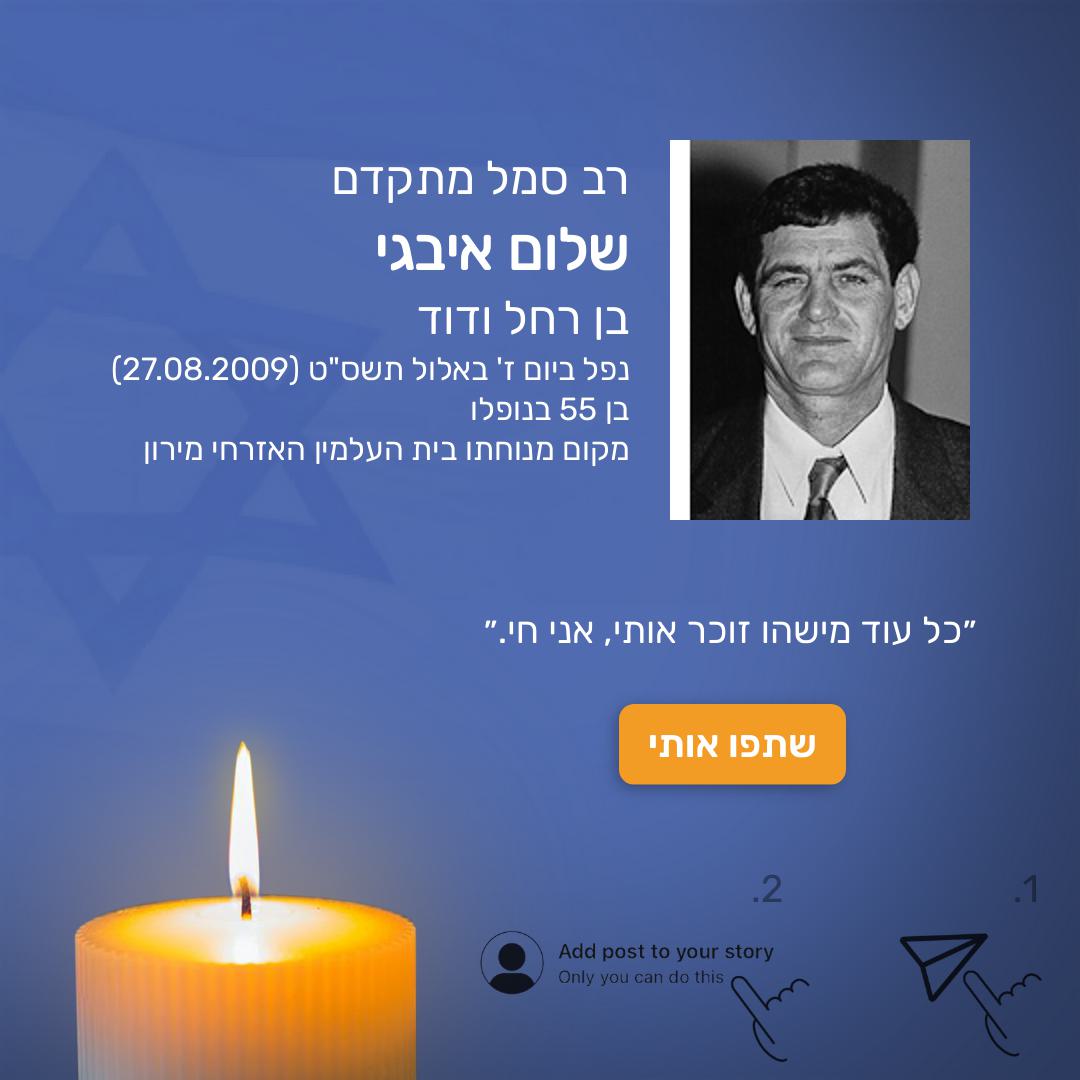 רב סמל מתקדם
שלום איבגי
בן רחל ודוד
נפל ביום ז' באלול תשס"ט (27.08.2009)
בן 55 בנופלו
מקום מנוחתו בית העלמין האזרחי מירון
״כל עוד מישהו זוכר אותי, אני חי.״
שתפו אותי
1.
2.
Add post to your story
Only you can do this